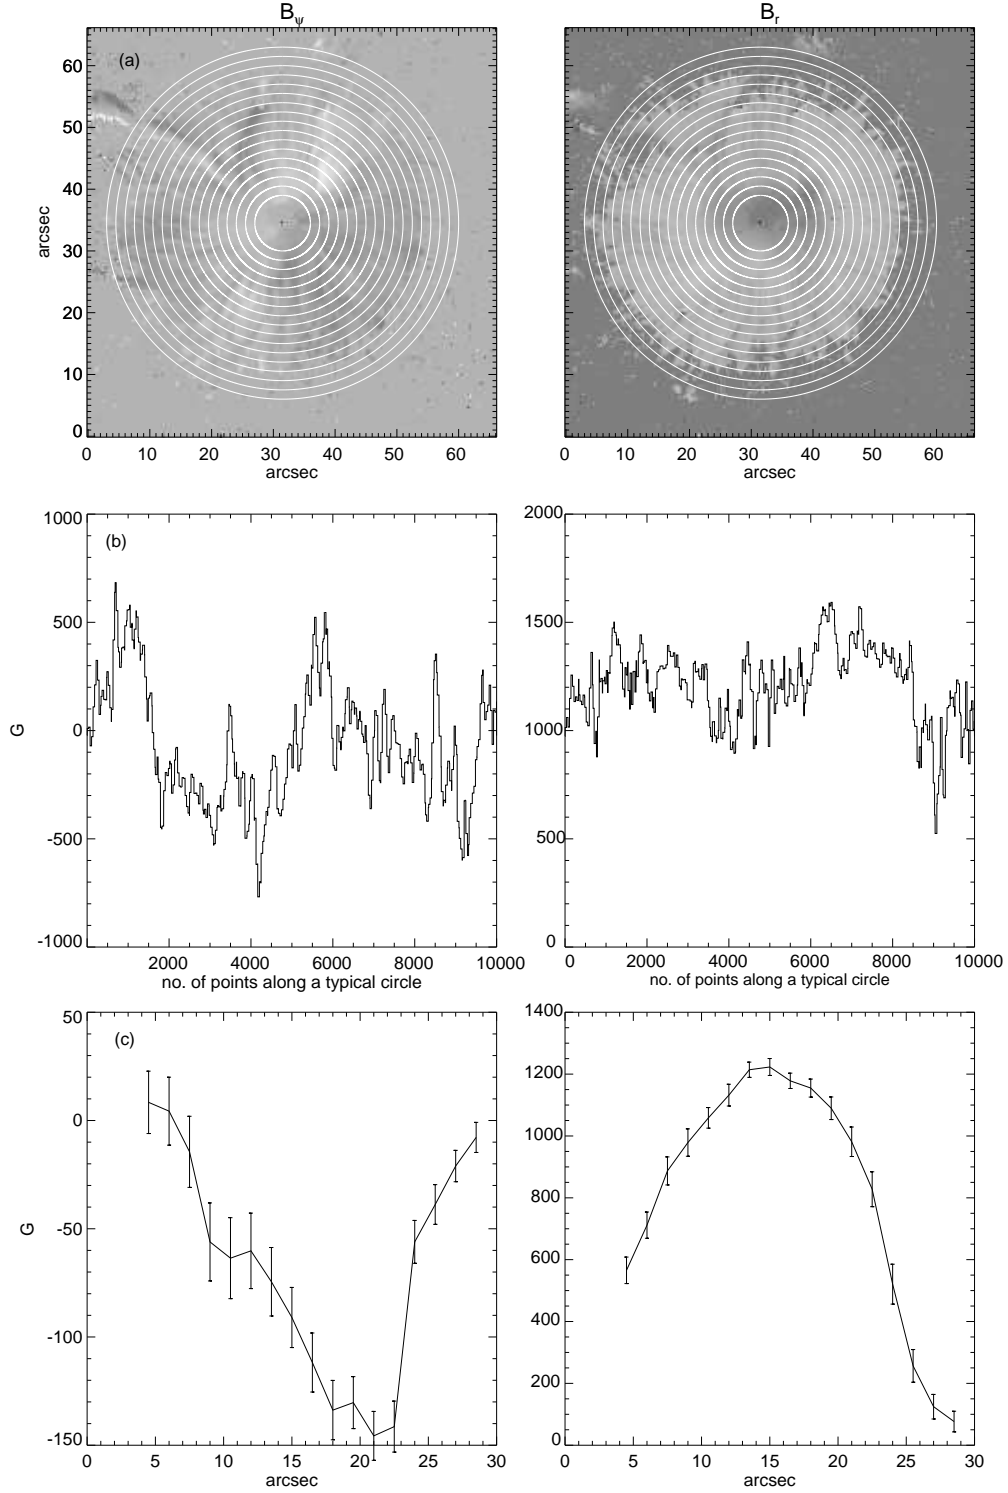 Bψ
Br
(a)
60
50
40
30
20
10
0
arcsec
0 10 20 30 40 50 60
arcsec
0 10 20 30 40 50 60
arcsec
(b)
1000
500
0
-500
-1000
G
2000 4000 6000 8000 10000
no. of points along a typical circle
2000
1500
1000
500
0
0 2000 4000 6000 8000 10000
no. of points along a typical circle
(c)
50
0
-50
-100
-150
G
0 5 10 15 20 25 30
arcsec
1400
1200
1000
800
600
400
200
0
0 5 10 15 20 25 30
arcsec